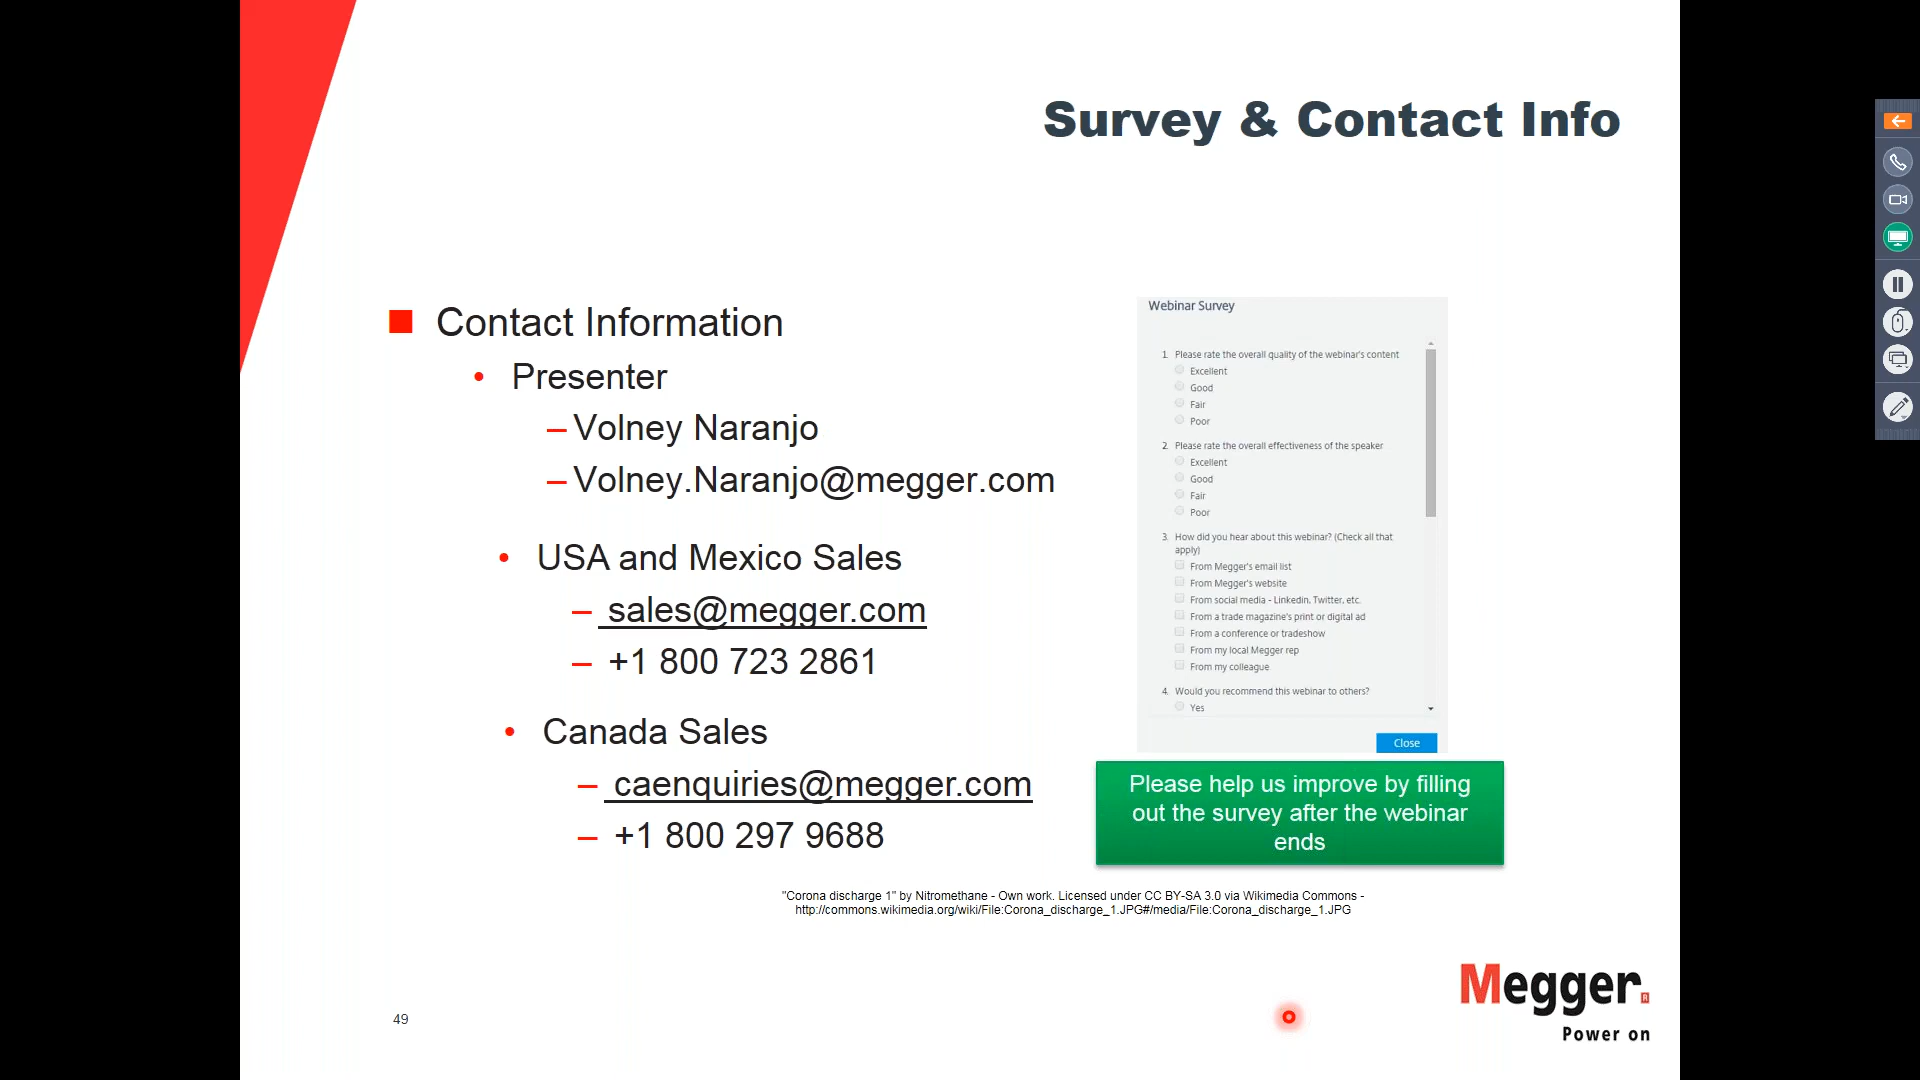 Survey & Contact Info
Contact Information
• Presenter
– Volney Naranjo
– Volney.Naranjo@megger.com
• USA and Mexico Sales
– sales@megger.com
– +1 800 723 2861
• Canada Sales
– caenquiries@megger.com
– +1 800 297 9688
Webinar Survey
1. Please rate the overall quality of the webinar's content
Excellent
Good
Fair
Poor
2. Please rate the overall effectiveness of the speaker
Excellent
Good
Fair
Poor
3. How did you hear about this webinar? (Check all that
apply)
From Megger's email list
From Megger's website
From social media - Linkedin, Twitter, etc.
From a trade magazine's print or digital ad
From a conference or tradeshow
From my local Megger rep
From my colleague
4. Would you recommend this webinar to others?
Yes
Close
Please help us improve by filling
out the survey after the webinar
ends
"Corona discharge 1" by Nitromethane - Own work. Licensed under CC BY-SA 3.0 via Wikimedia Commons -
http://commons.wikimedia.org/wiki/File:Corona_discharge_1.JPG#/media/File:Corona_discharge_1.JPG
49
Megger.
Power on